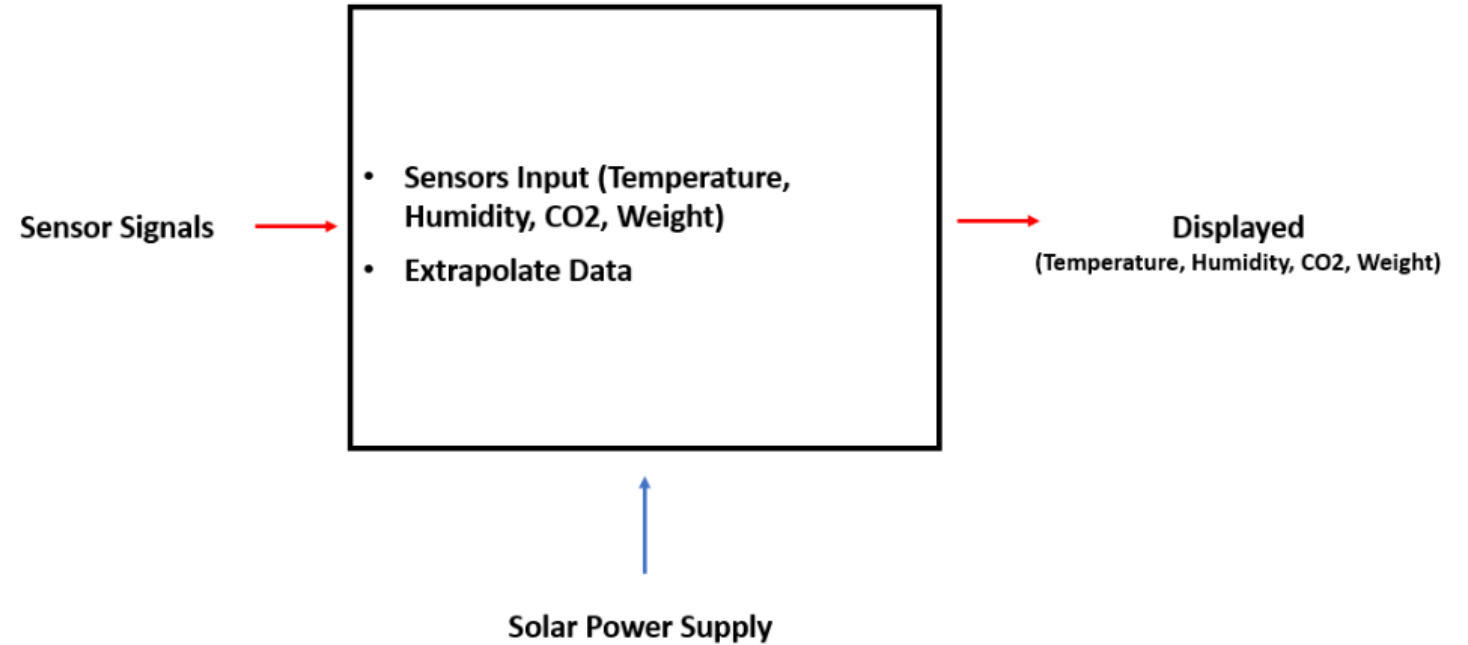 Sensor Signals
• Sensors Input (Temperature,
Humidity, CO2, Weight)
• Extrapolate Data
Displayed
(Temperature, Humidity, CO2, Weight)
Solar Power Supply